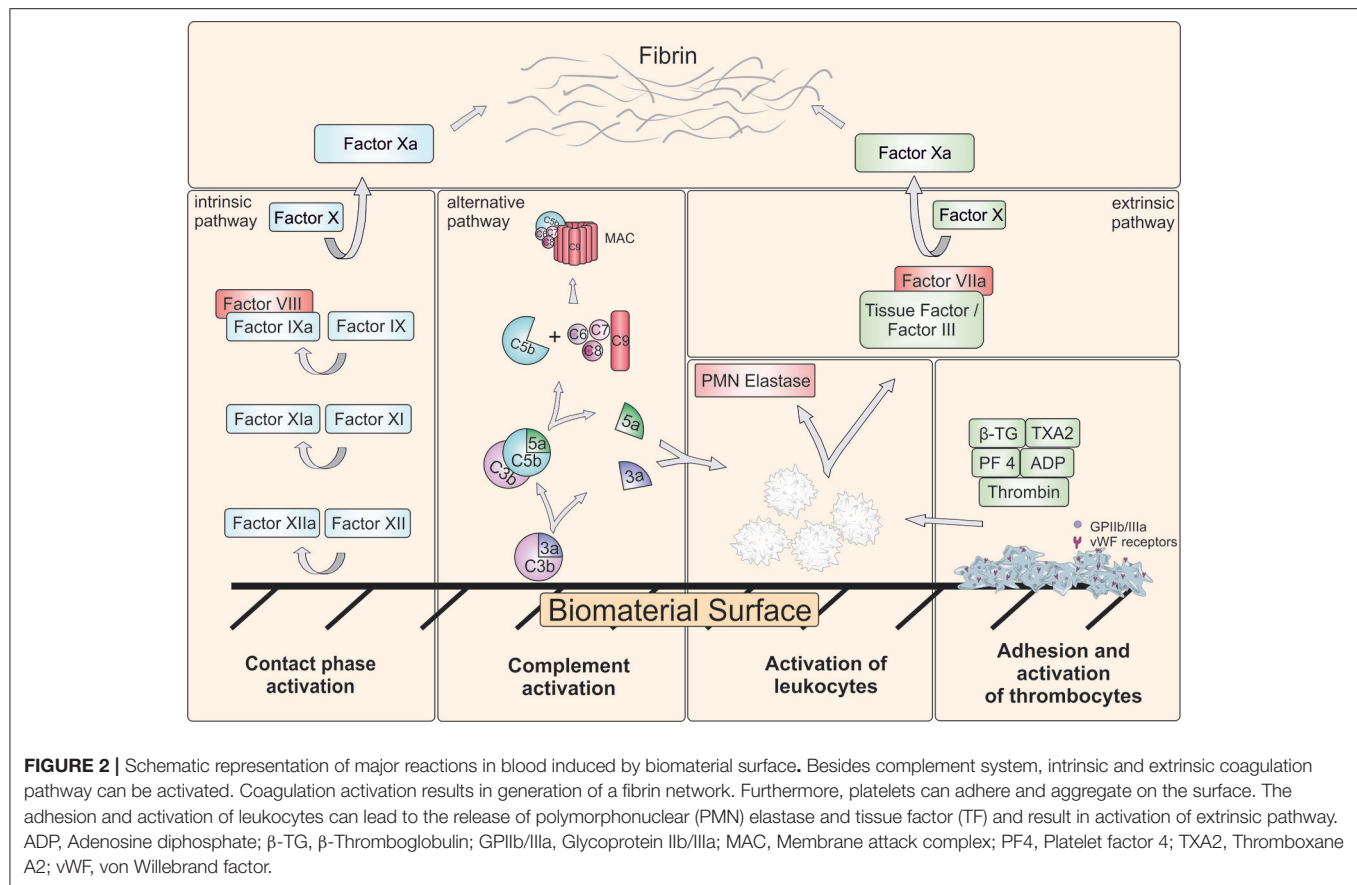 Fibrin
Factor Xa
Factor Xa
intrinsic
pathway
Factor X
alternative
pathway
C5b
C6
C7
C8
C9
MAC
Factor X
extrinsic
pathway
Factor VIII
Factor IXa
Factor IX
C5b
+
C6
C7
C8
C9
Factor VIIa
Tissue Factor /
Factor III
PMN Elastase
Factor XIa
Factor XI
5a
C5b
C3b
5a
3a
β-TG
TXA2
PF 4
ADP
Thrombin
Factor XIIa
Factor XII
3a
C3b
GPIIb/IIIa
vWF receptors
Biomaterial Surface
Contact phase
activation
Complement
activation
Activation of
leukocytes
Adhesion and
activation
of thrombocytes
FIGURE 2 | Schematic representation of major reactions in blood induced by biomaterial surface. Besides complement system, intrinsic and extrinsic coagulation
pathway can be activated. Coagulation activation results in generation of a fibrin network. Furthermore, platelets can adhere and aggregate on the surface. The
adhesion and activation of leukocytes can lead to the release of polymorphonuclear (PMN) elastase and tissue factor (TF) and result in activation of extrinsic pathway.
ADP, Adenosine diphosphate; β-TG, β-Thromboglobulin; GPIIb/IIIa, Glycoprotein IIb/IIIa; MAC, Membrane attack complex; PF4, Platelet factor 4; TXA2, Thromboxane
A2; vWF, von Willebrand factor.